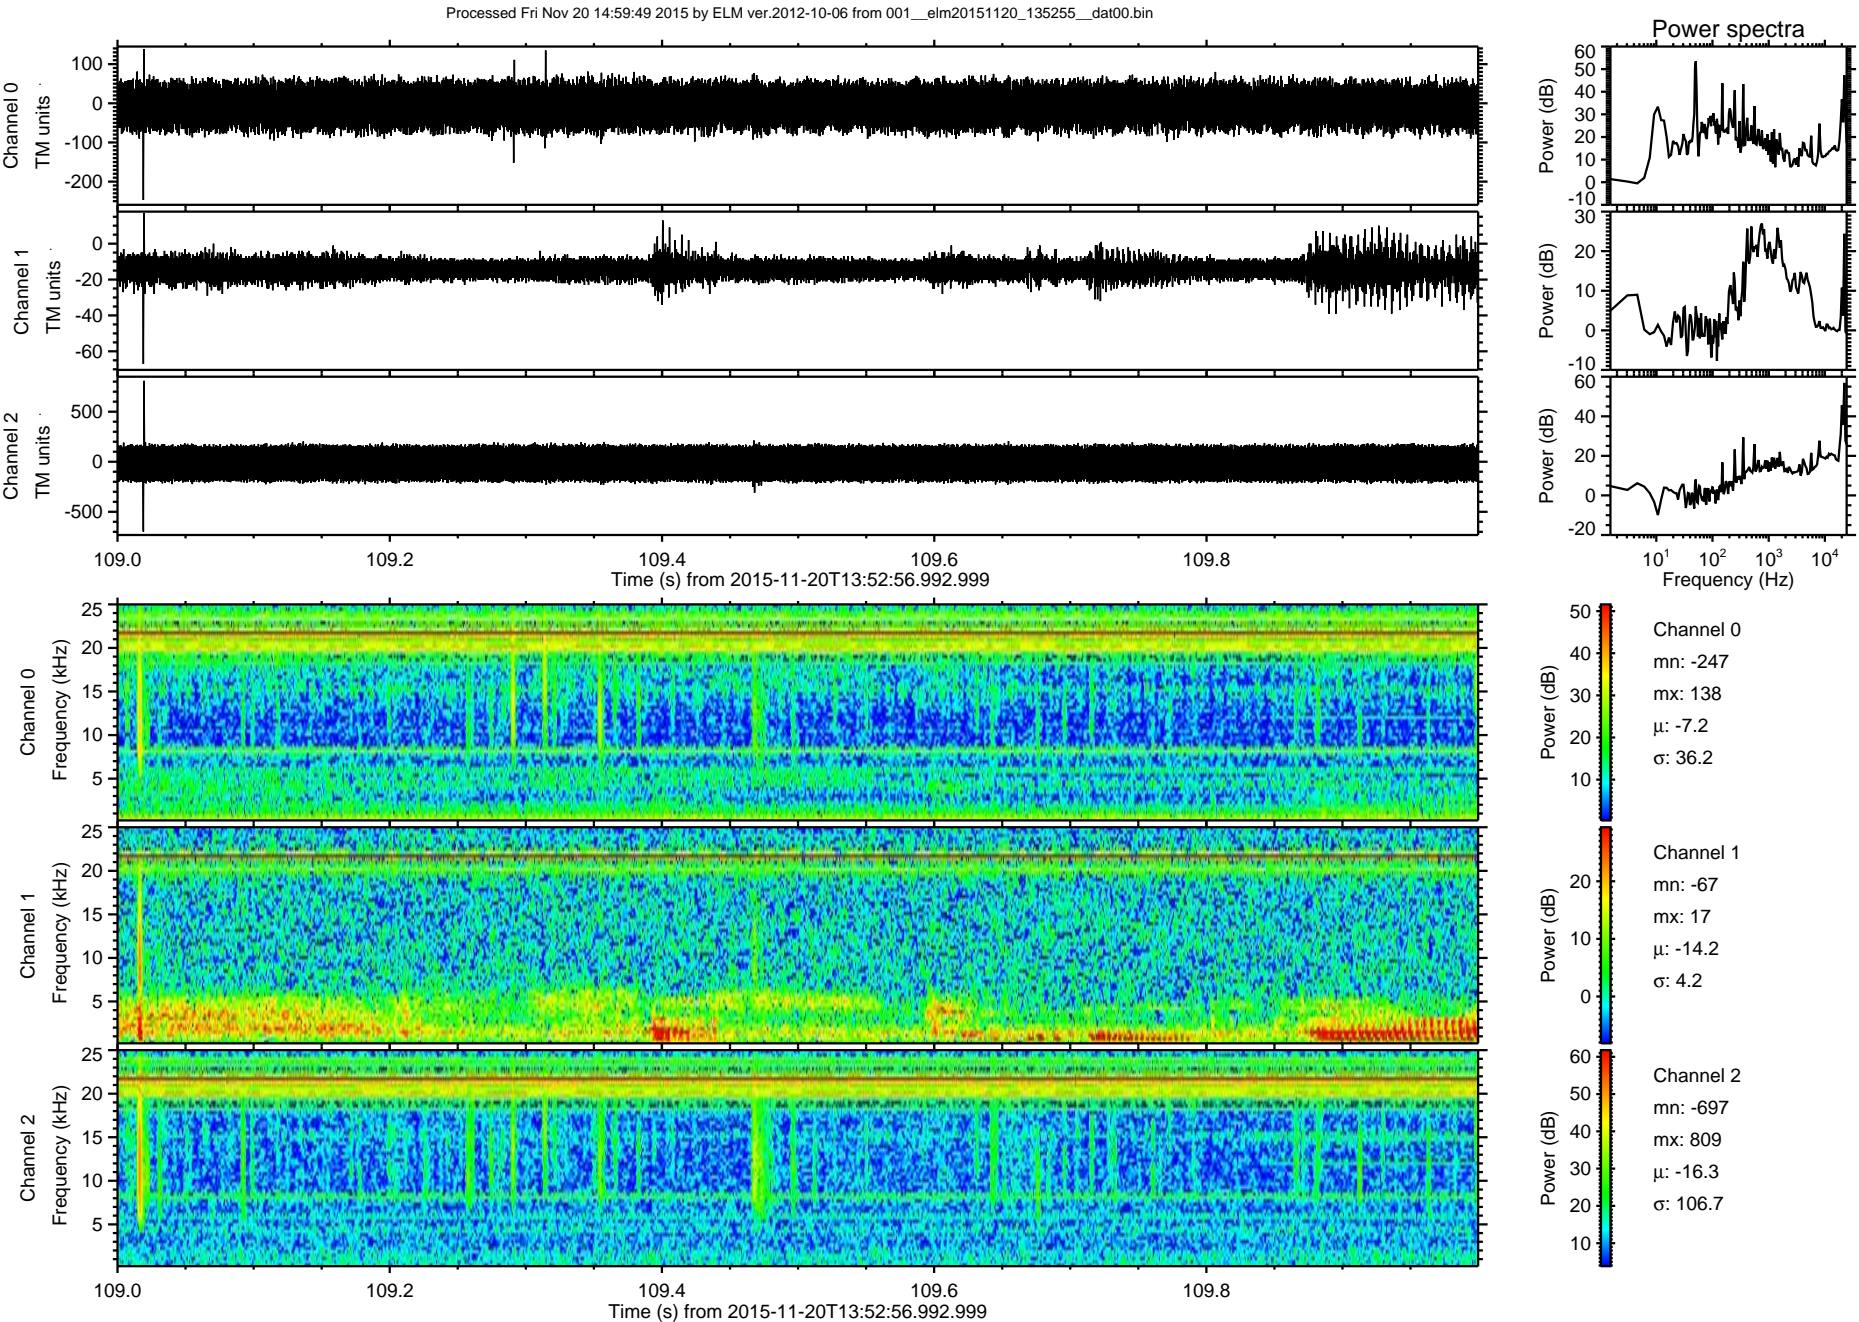 Processed Fri Nov 20 14:59:49 2015 by ELM ver.2012-10-06 from 001__elm20151120_135255__dat00.bin
Power spectra
Channel 0
TM units
100
0
-100
-200
Power (dB)
60
50
40
30
20
10
0
-10
Channel 1
TM units
0
-20
-40
-60
Power (dB)
30
20
10
0
-10
Channel 2
TM units
500
0
-500
Power (dB)
60
40
20
0
-20
109.0 109.2 109.4 109.6 109.8
Time (s) from 2015-11-20T13:52:56.992.999
10¹ 10² 10³ 10⁴
Frequency (Hz)
Channel 0
Frequency (kHz)
25
20
15
10
5
Power (dB)
50
40
30
20
10
Channel 0
mn: -247
mx: 138
μ: -7.2
σ: 36.2
Channel 1
Frequency (kHz)
25
20
15
10
5
Power (dB)
20
10
0
Channel 1
mn: -67
mx: 17
μ: -14.2
σ: 4.2
Channel 2
Frequency (kHz)
25
20
15
10
5
Power (dB)
60
50
40
30
20
10
Channel 2
mn: -697
mx: 809
μ: -16.3
σ: 106.7
109.0 109.2 109.4 109.6 109.8
Time (s) from 2015-11-20T13:52:56.992.999